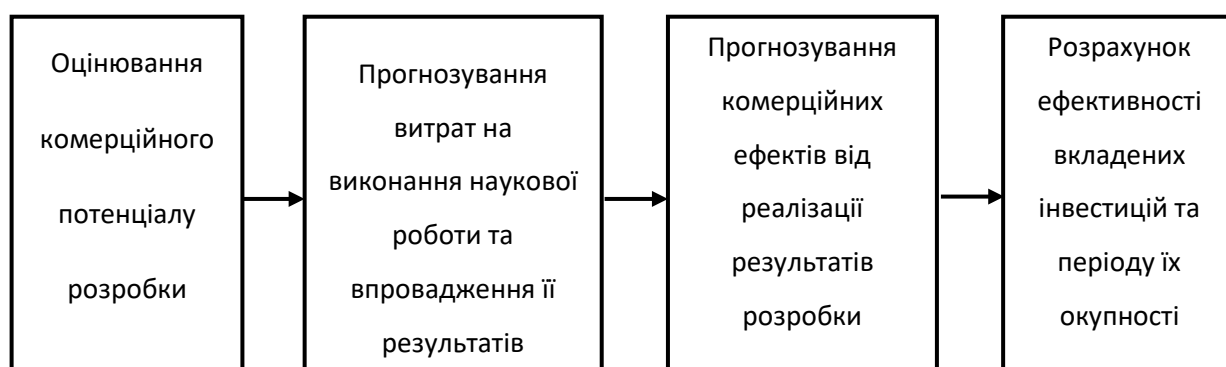 Оцінювання
комерційного
потенціалу
розробки
Прогнозування
витрат на
виконання наукової
роботи та
впровадження її
результатів
Прогнозування
комерційних
ефектів від
реалізації
результатів
розробки
Розрахунок
ефективності
вкладених
інвестицій та
періоду їх
окупності